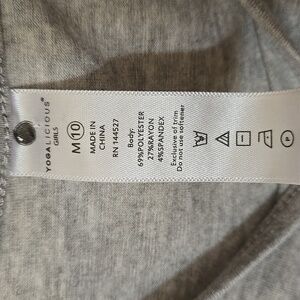 YOGALICIOUS®
GIRLS
M 10
MADE IN
CHINA
RN 144527
Body:
69%POLYESTER
27%RAYON
4%SPANDEX
Exclusive of trim
Do not use softener